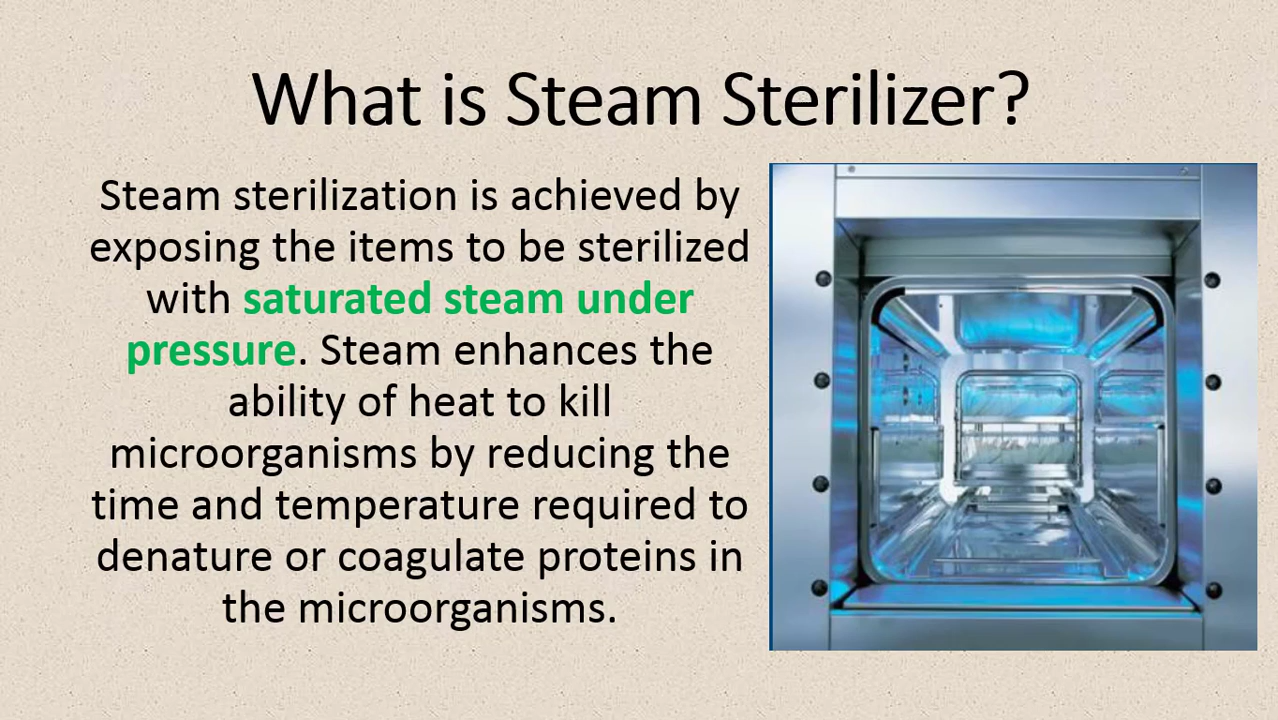 What is Steam Sterilizer?
Steam sterilization is achieved by
exposing the items to be sterilized
with saturated steam under
pressure. Steam enhances the
ability of heat to kill
microorganisms by reducing the
time and temperature required to
denature or coagulate proteins in
the microorganisms.